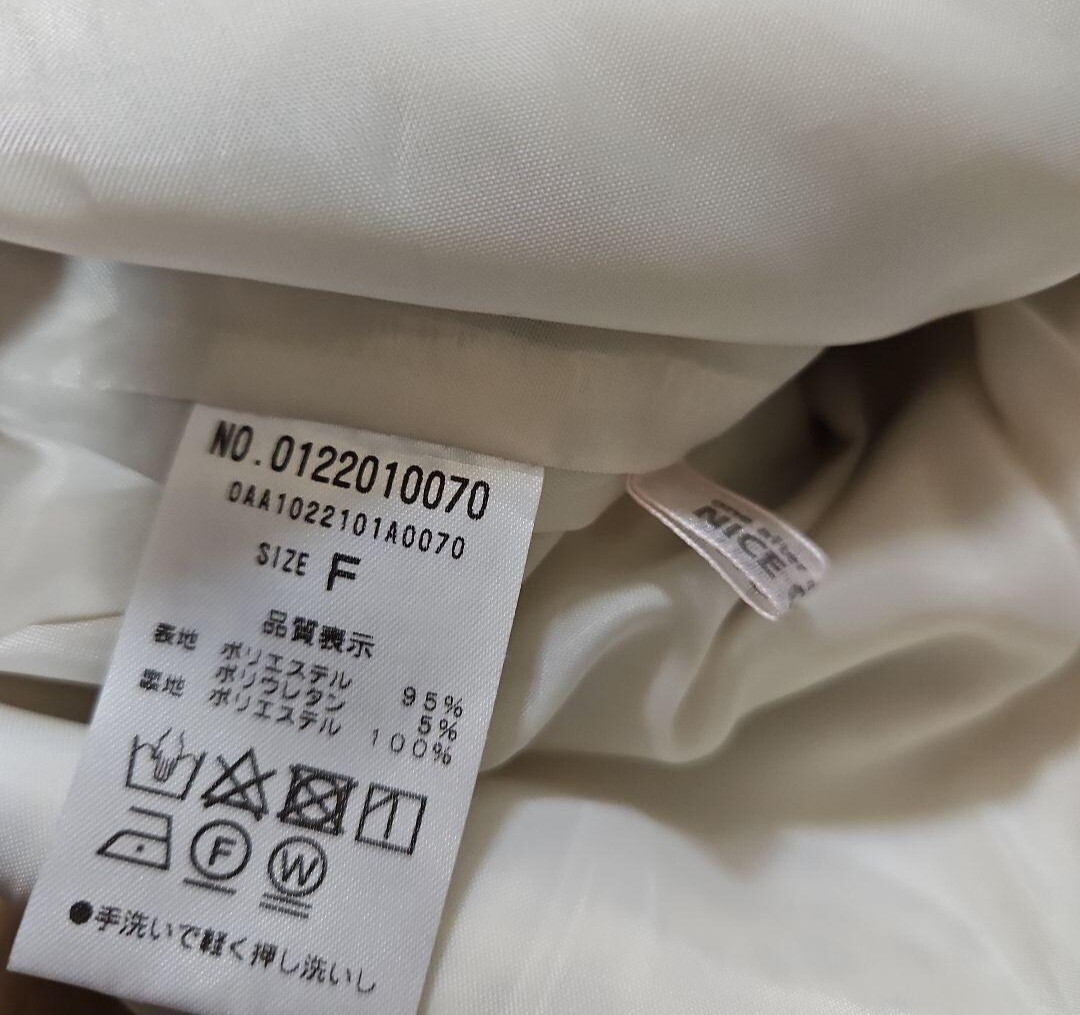 NO.0122010070
0AA1022101A0070
SIZE F
品質表示
表地 ポリエステル 95%
ポリウレタン 5%
裏地 ポリエステル 100%
F W
●手洗いで軽く押し洗いし
one after
NICE